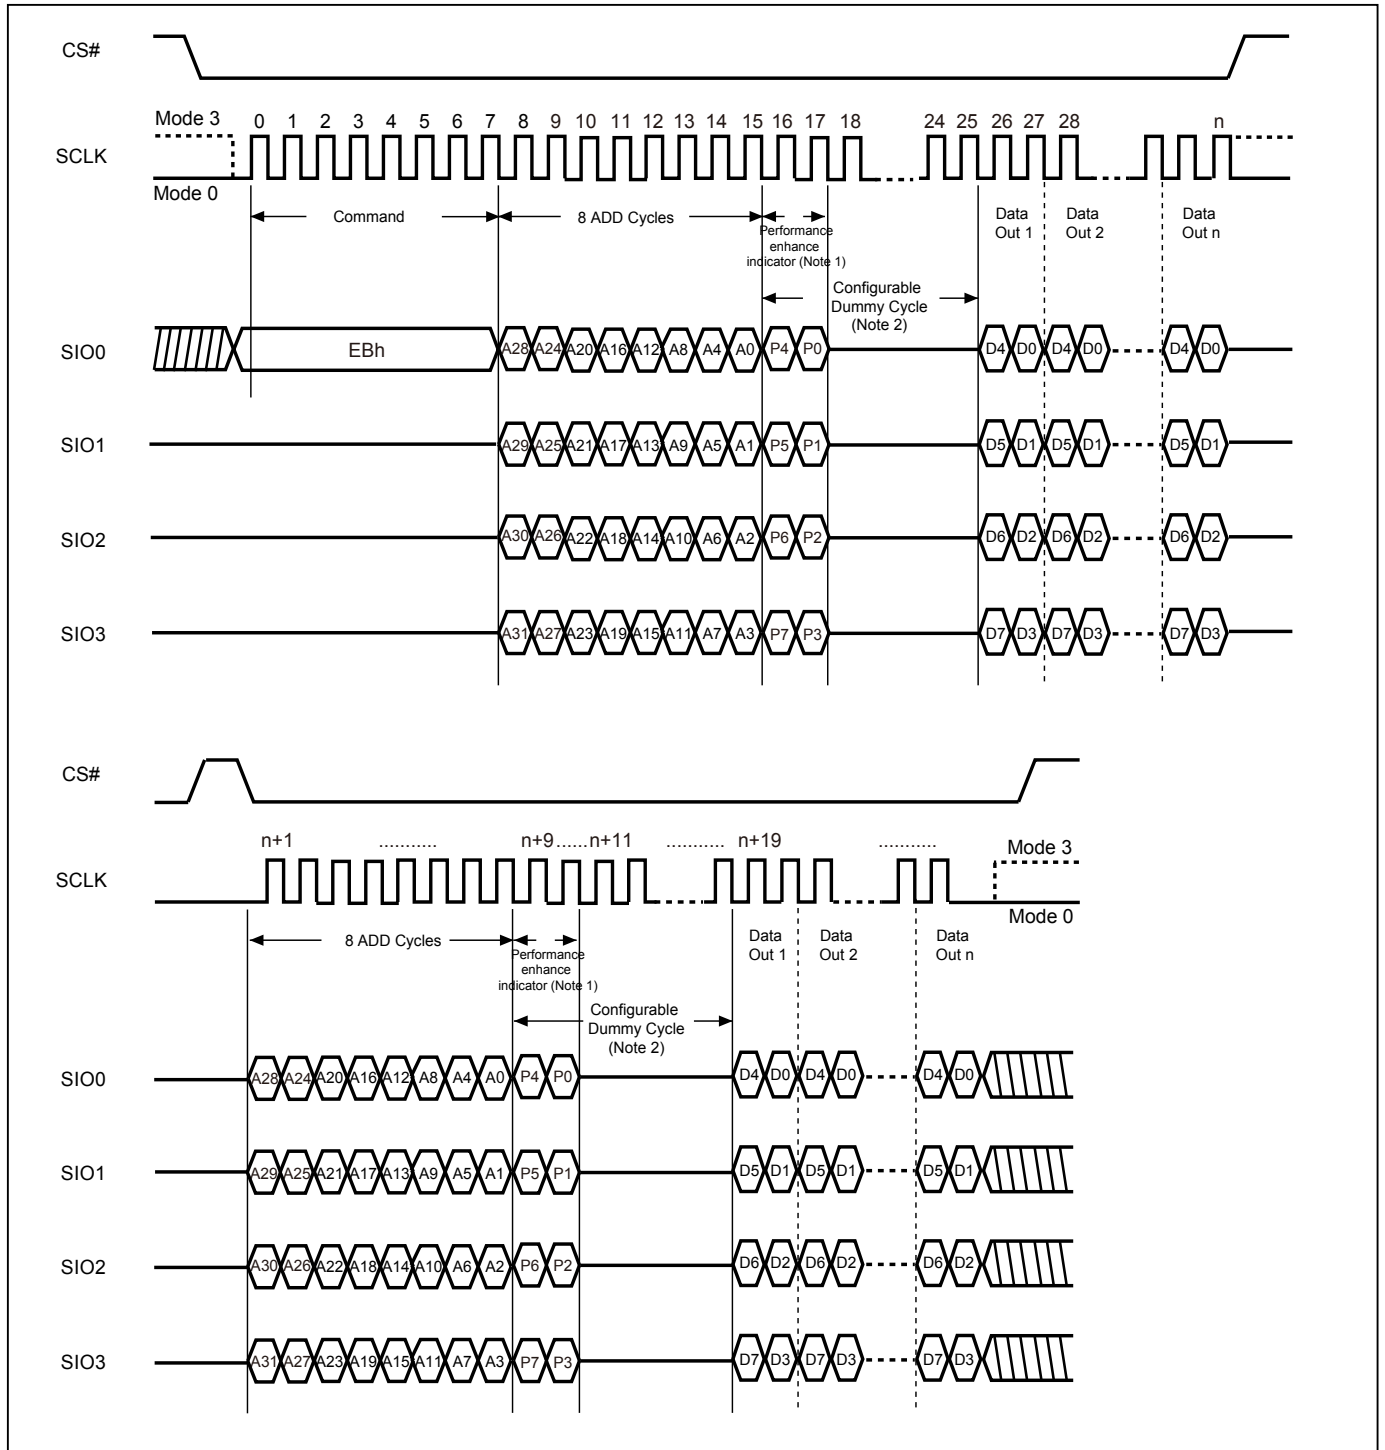 CS#
Mode 3
0 1 2 3 4 5 6 7 8 9 10 11 12 13 14 15 16 17 18 24 25 26 27 28 n
SCLK
Mode 0
Command
8 ADD Cycles
Performance
enhance
indicator (Note 1)
Data
Out 1
Data
Out 2
Data
Out n
Configurable
Dummy Cycle
(Note 2)
SIO0 EBh A28 A24 A20 A16 A12 A8 A4 A0 P4 P0 D4 D0 D4 D0 D4 D0
SIO1 A29 A25 A21 A17 A13 A9 A5 A1 P5 P1 D5 D1 D5 D1 D5 D1
SIO2 A30 A26 A22 A18 A14 A10 A6 A2 P6 P2 D6 D2 D6 D2 D6 D2
SIO3 A31 A27 A23 A19 A15 A11 A7 A3 P7 P3 D7 D3 D7 D3 D7 D3
CS#
n+1 ........... n+9......n+11 ........... n+19 ...........
Mode 3
SCLK
Mode 0
8 ADD Cycles
Performance
enhance
indicator (Note 1)
Data
Out 1
Data
Out 2
Data
Out n
Configurable
Dummy Cycle
(Note 2)
SIO0 A28 A24 A20 A16 A12 A8 A4 A0 P4 P0 D4 D0 D4 D0 D4 D0
SIO1 A29 A25 A21 A17 A13 A9 A5 A1 P5 P1 D5 D1 D5 D1 D5 D1
SIO2 A30 A26 A22 A18 A14 A10 A6 A2 P6 P2 D6 D2 D6 D2 D6 D2
SIO3 A31 A27 A23 A19 A15 A11 A7 A3 P7 P3 D7 D3 D7 D3 D7 D3